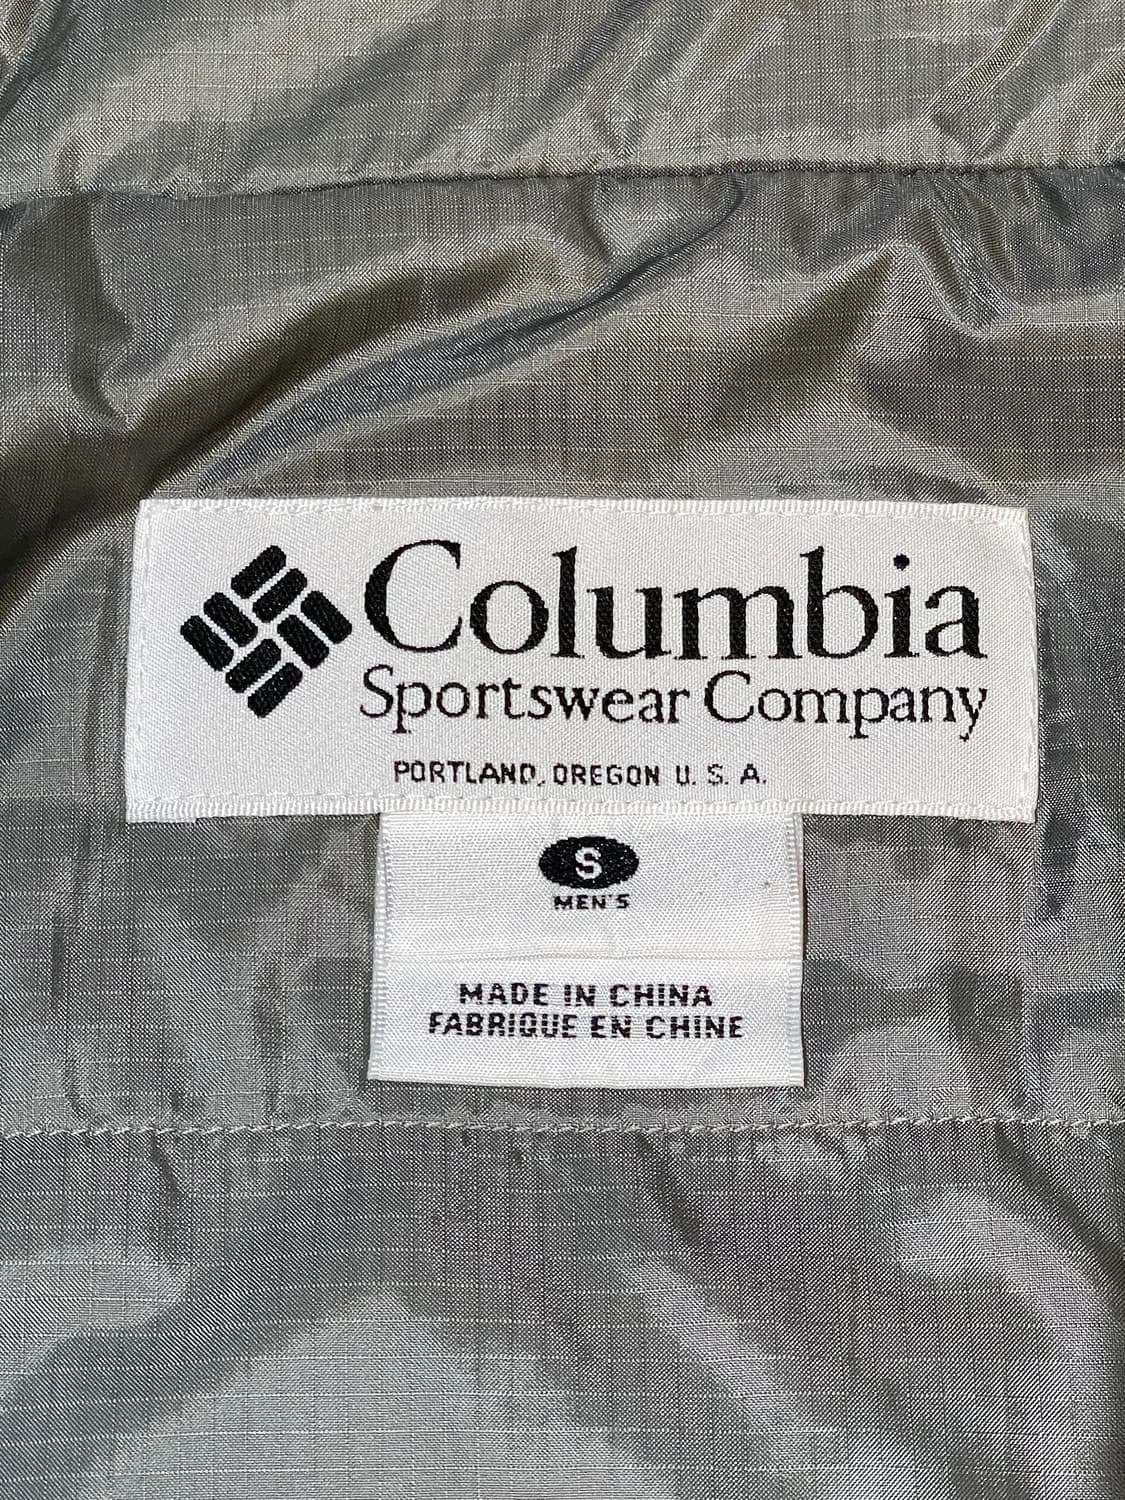 Columbia
Sportswear Company
PORTLAND, OREGON U. S. A.
S
MEN'S
MADE IN CHINA
FABRIQUE EN CHINE